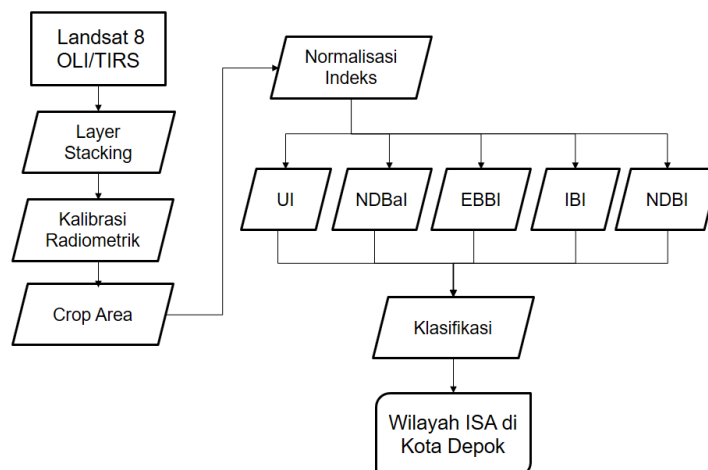 Landsat 8
OLI/TIRS
Layer
Stacking
Kalibrasi
Radiometrik
Crop Area
Normalisasi
Indeks
UI
NDBaI
EBBI
IBI
NDBI
Klasifikasi
Wilayah ISA di
Kota Depok